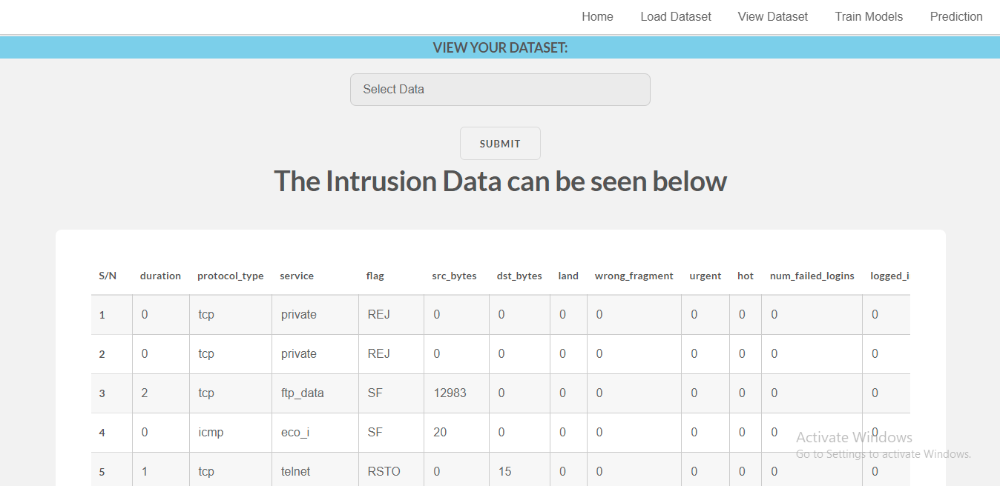 Home Load Dataset View Dataset Train Models Prediction
VIEW YOUR DATASET:
Select Data
SUBMIT
The Intrusion Data can be seen below
S/N duration protocol_type service flag src_bytes dst_bytes land wrong_fragment urgent hot num_failed_logins logged_i
1 0 tcp private REJ 0 0 0 0 0 0 0 0
2 0 tcp private REJ 0 0 0 0 0 0 0 0
3 2 tcp ftp_data SF 12983 0 0 0 0 0 0 0
4 0 icmp eco_i SF 20 0 0 0 0 0 0 0
Activate Windows
Go to Settings to activate Windows.
5 1 tcp telnet RSTO 0 15 0 0 0 0 0 0